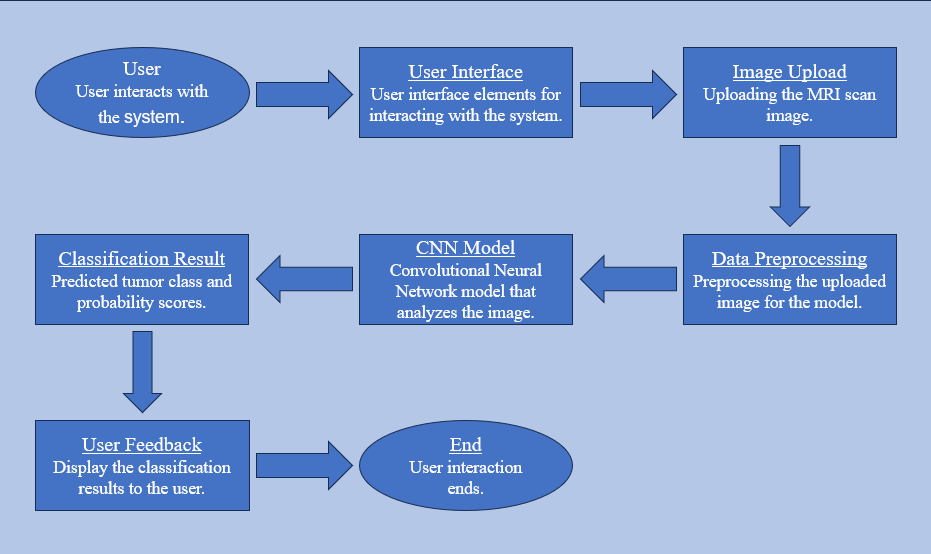 User
User interacts with
the system.
User Interface
User interface elements for
interacting with the system.
Image Upload
Uploading the MRI scan
image.
Data Preprocessing
Preprocessing the uploaded
image for the model.
CNN Model
Convolutional Neural
Network model that
analyzes the image.
Classification Result
Predicted tumor class and
probability scores.
User Feedback
Display the classification
results to the user.
End
User interaction
ends.